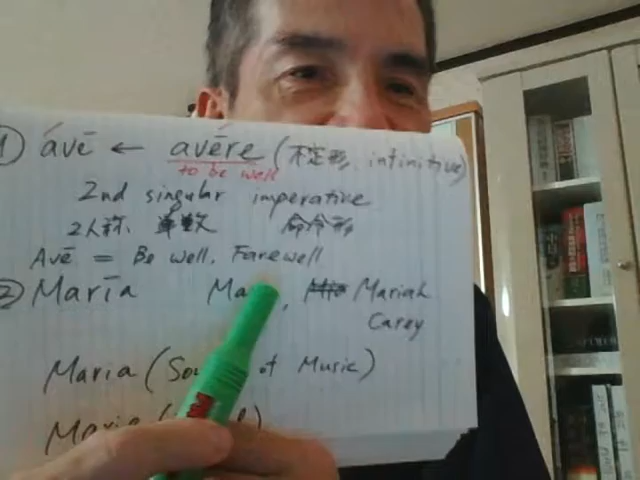 ① ávē ← avēre (不定形, infinitive)
to be well
2nd singular imperative
2人称, 単数 命令形
Avē = Be well, Farewell
② Marīa Ma , Mariah
Carey
Maria ( of Music)
Maria